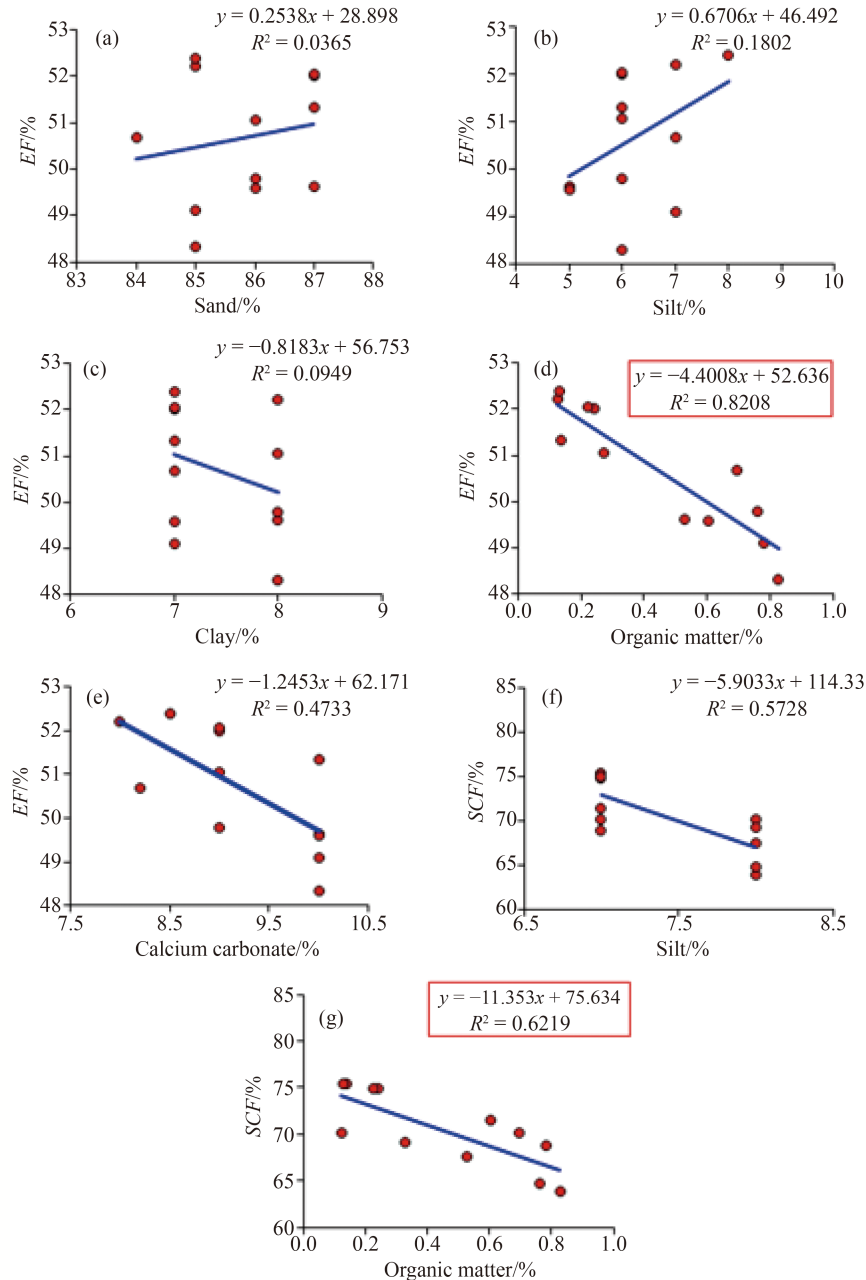 (a)
y = 0.2538x + 28.898
R² = 0.0365
EF/%
53
52
51
50
49
48
83 84 85 86 87 88
Sand/%
(b)
y = 0.6706x + 46.492
R² = 0.1802
EF/%
53
52
51
50
49
48
4 5 6 7 8 9 10
Silt/%
(c)
y = −0.8183x + 56.753
R² = 0.0949
EF/%
53
52
51
50
49
48
6 7 8 9
Clay/%
(d)
y = −4.4008x + 52.636
R² = 0.8208
EF/%
53
52
51
50
49
48
0.0 0.2 0.4 0.6 0.8 1.0
Organic matter/%
(e)
y = −1.2453x + 62.171
R² = 0.4733
EF/%
53
52
51
50
49
48
7.5 8.5 9.5 10.5
Calcium carbonate/%
(f)
y = −5.9033x + 114.33
R² = 0.5728
SCF/%
85
80
75
70
65
60
6.5 7.5 8.5
Silt/%
(g)
y = −11.353x + 75.634
R² = 0.6219
SCF/%
85
80
75
70
65
60
0.0 0.2 0.4 0.6 0.8 1.0
Organic matter/%